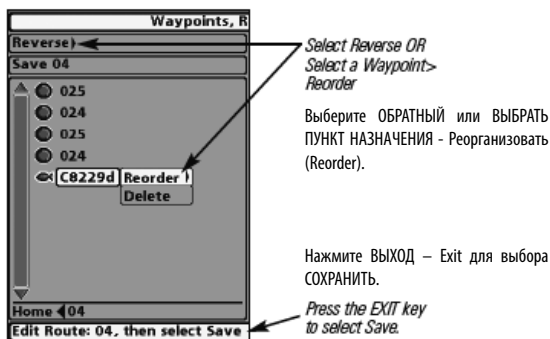 Waypoints, R
Reverse
Save 04
025
024
025
024
C8229d Reorder
Delete
Home 04
Edit Route: 04, then select Save
Select Reverse OR
Select a Waypoint>
Reorder
Выберите ОБРАТНЫЙ или ВЫБРАТЬ
ПУНКТ НАЗНАЧЕНИЯ - Реорганизовать
(Reorder).
Нажмите ВЫХОД – Exit для выбора
СОХРАНИТЬ.
Press the EXIT key
to select Save.